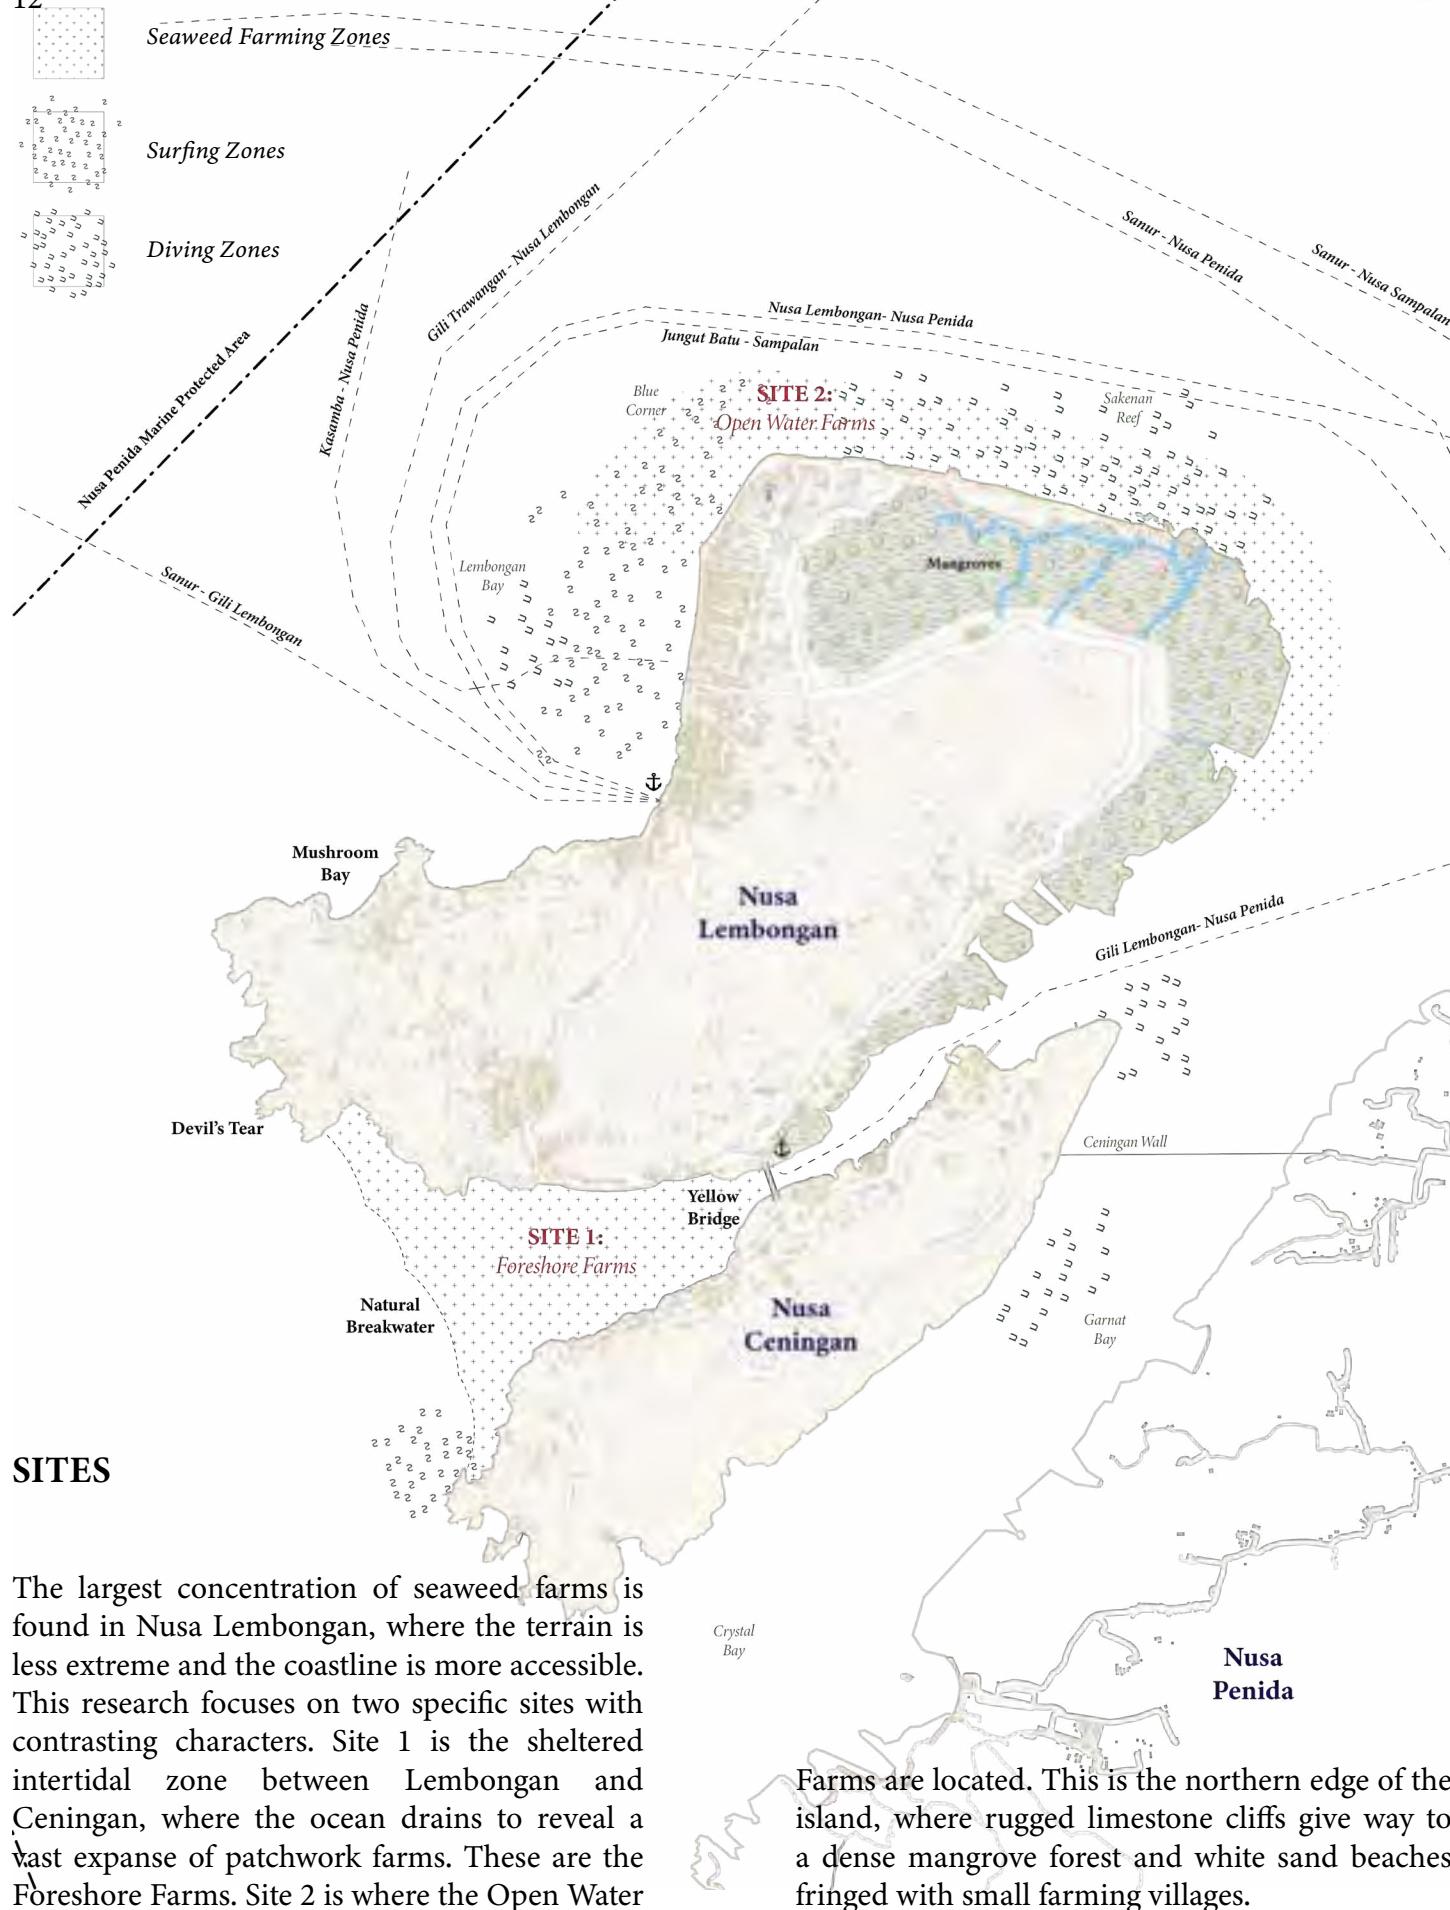 12
Seaweed Farming Zones
Surfing Zones
Diving Zones
Nusa Penida Marine Protected Area
Kasamba - Nusa Penida
Gili Trawangan - Nusa Lembongan
Sanur - Nusa Penida
Sanur - Nusa Sampalan
Nusa Lembongan- Nusa Penida
Jungut Batu - Sampalan
Sanur - Gili Lembongan
Blue
Corner
SITE 2:
Open Water Farms
Sakenan
Reef
Lembongan
Bay
Mangroves
Mushroom
Bay
Nusa
Lembongan
Gili Lembongan- Nusa Penida
Devil's Tear
Ceningan Wall
Yellow
Bridge
SITE 1:
Foreshore Farms
Natural
Breakwater
Nusa
Ceningan
Garnat
Bay
Crystal
Bay
Nusa
Penida
SITES
The largest concentration of seaweed farms is
found in Nusa Lembongan, where the terrain is
less extreme and the coastline is more accessible.
This research focuses on two specific sites with
contrasting characters. Site 1 is the sheltered
intertidal zone between Lembongan and
Ceningan, where the ocean drains to reveal a
vast expanse of patchwork farms. These are the
Foreshore Farms. Site 2 is where the Open Water
Farms are located. This is the northern edge of the
island, where rugged limestone cliffs give way to
a dense mangrove forest and white sand beaches
fringed with small farming villages.